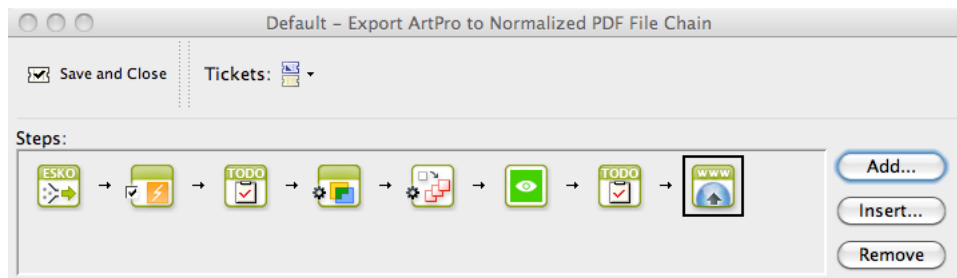 Default – Export ArtPro to Normalized PDF File Chain
Save and Close Tickets:
Steps:
ESKO TODO TODO WWW
Add...
Insert...
Remove